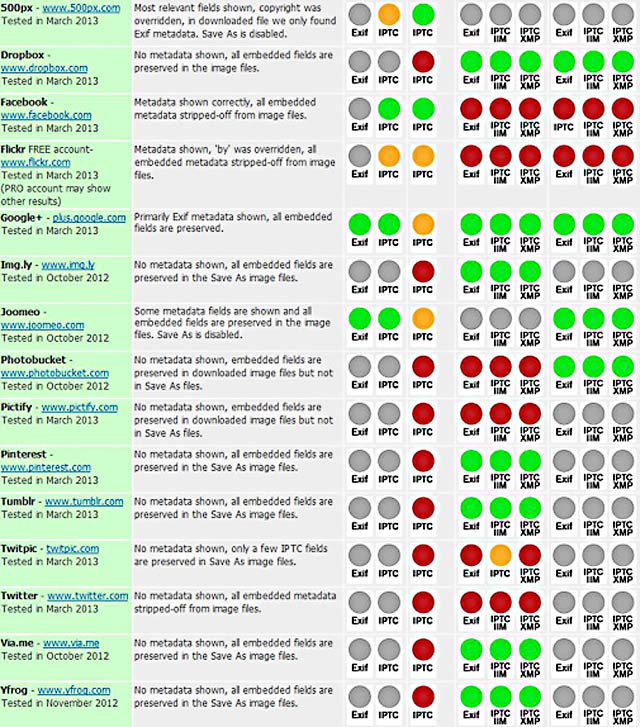 500px - www.500px.com
Tested in March 2013
Most relevant fields shown, copyright was
overridden, in downloaded file we only found
Exif metadata. Save As is disabled.
Exif IPTC IPTC Exif IPTC IPTC Exif IPTC IPTC
IIM XMP IIM XMP
Dropbox -
www.dropbox.com
Tested in March 2013
No metadata shown, all embedded fields are
preserved in the image files.
Exif IPTC IPTC Exif IPTC IPTC Exif IPTC IPTC
IIM XMP IIM XMP
Facebook -
www.facebook.com
Tested in March 2013
Metadata shown correctly, all embedded
metadata stripped-off from image files.
Exif IPTC IPTC Exif IPTC IPTC IPTC IPTC IPTC
IIM XMP IIM XMP
Flickr FREE account-
www.flickr.com
Tested in March 2013
(PRO account may show
other results)
Metadata shown, 'by' was overridden, all
embedded metadata stripped-off from image
files.
Exif IPTC IPTC Exif IPTC IPTC Exif IPTC IPTC
IIM XMP IIM XMP
Google+ - plus.google.com
Tested in March 2013
Primarily Exif metadata shown, all embedded
fields are preserved.
Exif IPTC IPTC Exif IPTC IPTC Exif IPTC IPTC
IIM XMP IIM XMP
Img.ly - www.img.ly
Tested in October 2012
No metadata shown, all embedded fields are
preserved in the Save As image files.
Exif IPTC IPTC Exif IPTC IPTC Exif IPTC IPTC
IIM XMP IIM XMP
Joomeo -
www.joomeo.com
Tested in October 2012
Some metadata fields are shown and all
embedded fields are preserved in the image
files. Save As is disabled.
Exif IPTC IPTC Exif IPTC IPTC Exif IPTC IPTC
IIM XMP IIM XMP
Photobucket -
www.photobucket.com
Tested in October 2012
No metadata shown, embedded fields are
preserved in downloaded image files but not
in Save As files.
Exif IPTC IPTC Exif IPTC IPTC Exif IPTC IPTC
IIM XMP IIM XMP
Pictify - www.pictify.com
Tested in March 2013
No metadata shown, embedded fields are
preserved in downloaded image files but not
in Save As files.
Exif IPTC IPTC Exif IPTC IPTC Exif IPTC IPTC
IIM XMP IIM XMP
Pinterest -
www.pinterest.com
Tested in March 2013
No metadata shown, all embedded fields are
preserved in the Save As image files.
Exif IPTC IPTC Exif IPTC IPTC Exif IPTC IPTC
IIM XMP IIM XMP
Tumblr - www.tumblr.com
Tested in March 2013
No metadata shown, all embedded fields are
preserved in the Save As image files.
Exif IPTC IPTC Exif IPTC IPTC Exif IPTC IPTC
IIM XMP IIM XMP
Twitpic - twitpic.com
Tested in March 2013
No metadata shown, only a few IPTC fields
are preserved in Save As image files.
Exif IPTC IPTC Exif IPTC IPTC Exif IPTC IPTC
XMP IIM XMP
Twitter - www.twitter.com
Tested in March 2013
No metadata shown, all embedded metadata
stripped-off from image files.
Exif IPTC IPTC Exif IPTC IPTC Exif IPTC IPTC
IIM XMP IIM XMP
Via.me - www.via.me
Tested in October 2012
No metadata shown, all embedded fields are
preserved in the Save As image files.
Exif IPTC IPTC Exif IPTC IPTC Exif IPTC IPTC
IIM XMP IIM XMP
Yfrog - www.yfrog.com
Tested in November 2012
No metadata shown, all embedded fields are
preserved in the Save As image files.
Exif IPTC IPTC Exif IPTC IPTC Exif IPTC IPTC
IIM XMP IIM XMP